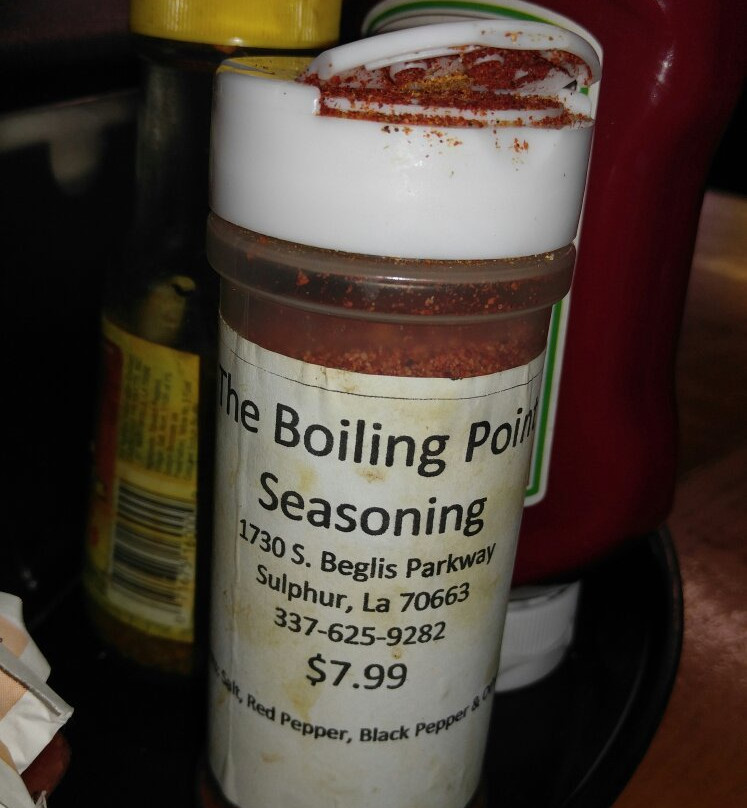 The Boiling Point
Seasoning
1730 S. Beglis Parkway
Sulphur, La 70663
337-625-9282
$7.99
Salt, Red Pepper, Black Pepper &